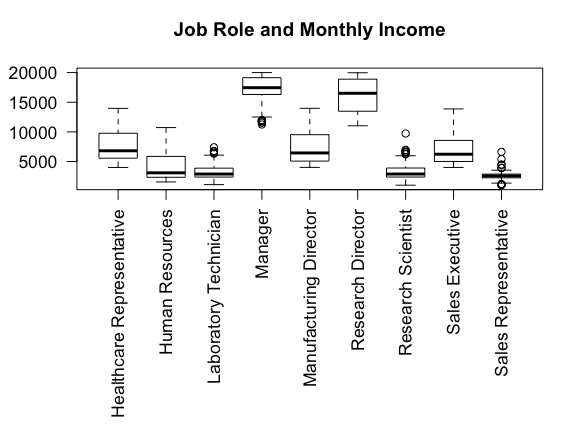 Job Role and Monthly Income
20000
15000
10000
5000
Healthcare Representative
Human Resources
Laboratory Technician
Manager
Manufacturing Director
Research Director
Research Scientist
Sales Executive
Sales Representative